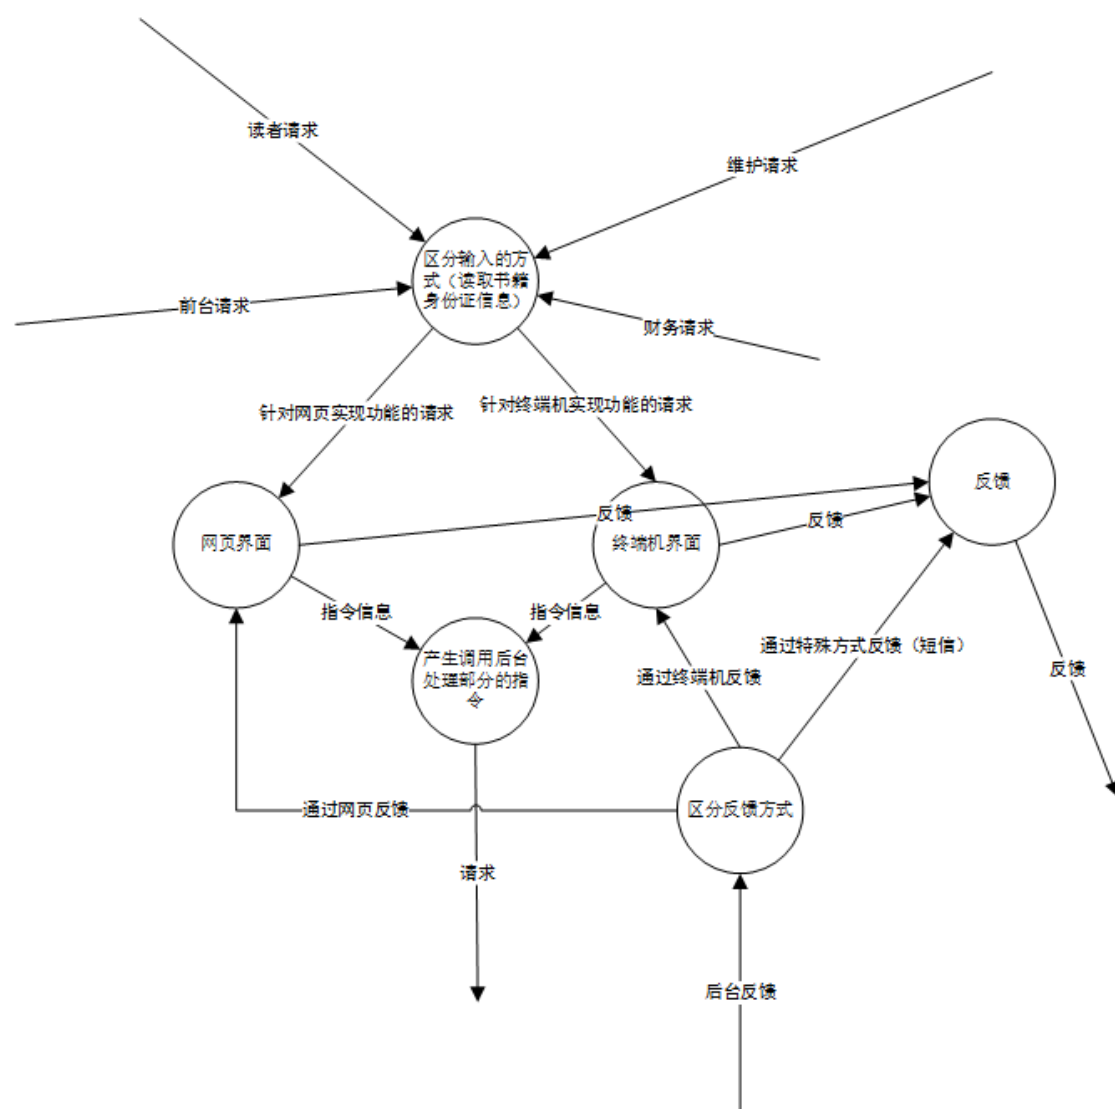 读者请求
维护请求
区分输入的方
式（读取书籍
身份证信息）
前台请求
财务请求
针对网页实现功能的请求
针对终端机实现功能的请求
反馈
反馈
反馈
网页界面
终端机界面
指令信息
指令信息
通过特殊方式反馈（短信）
产生调用后台
处理部分的指
令
反馈
通过终端机反馈
通过网页反馈
区分反馈方式
请求
后台反馈